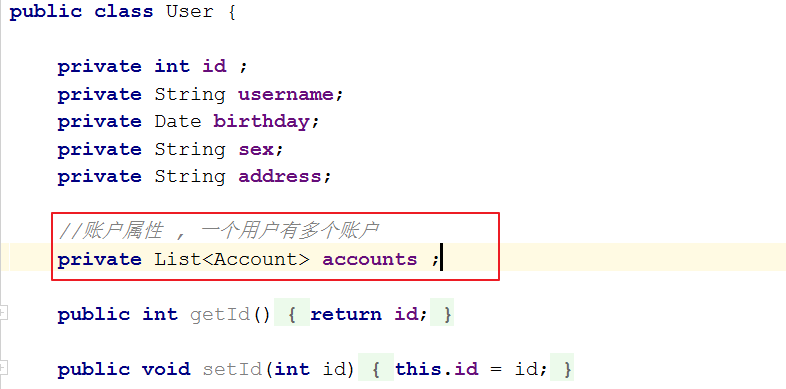 public class User {
private int id ;
private String username;
private Date birthday;
private String sex;
private String address;
//账户属性 , 一个用户有多个账户
private List<Account> accounts ;
public int getId() { return id; }
public void setId(int id) { this.id = id; }